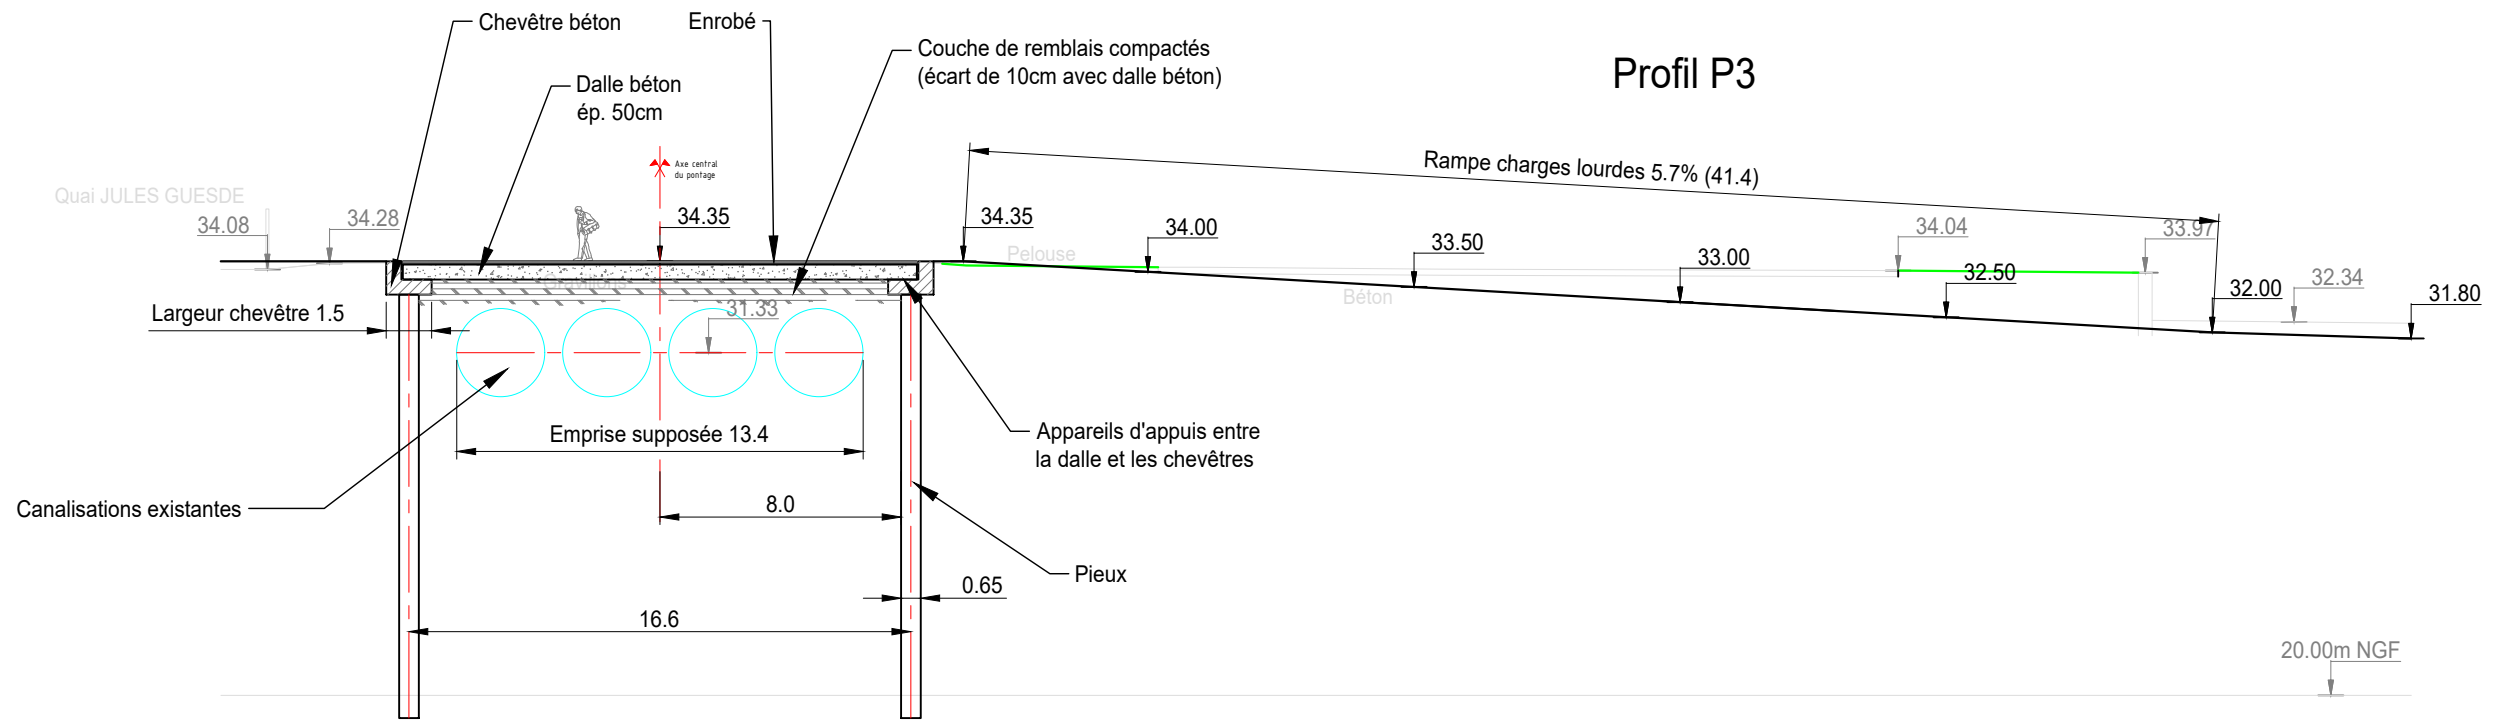 Chevêtre béton
Enrobé
Couche de remblais compactés
(écart de 10cm avec dalle béton)
Profil P3
Dalle béton
ép. 50cm
Axe central
du pontage
Rampe charges lourdes 5.7% (41.4)
Quai JULES GUESDE
34.08
34.28
34.35
34.35
34.00
33.50
33.00
32.50
34.04
33.97
32.34
32.00
31.80
Pelouse
Béton
Gravillons
Largeur chevêtre 1.5
31.33
Emprise supposée 13.4
Appareils d'appuis entre
la dalle et les chevêtres
Canalisations existantes
8.0
Pieux
0.65
16.6
20.00m NGF